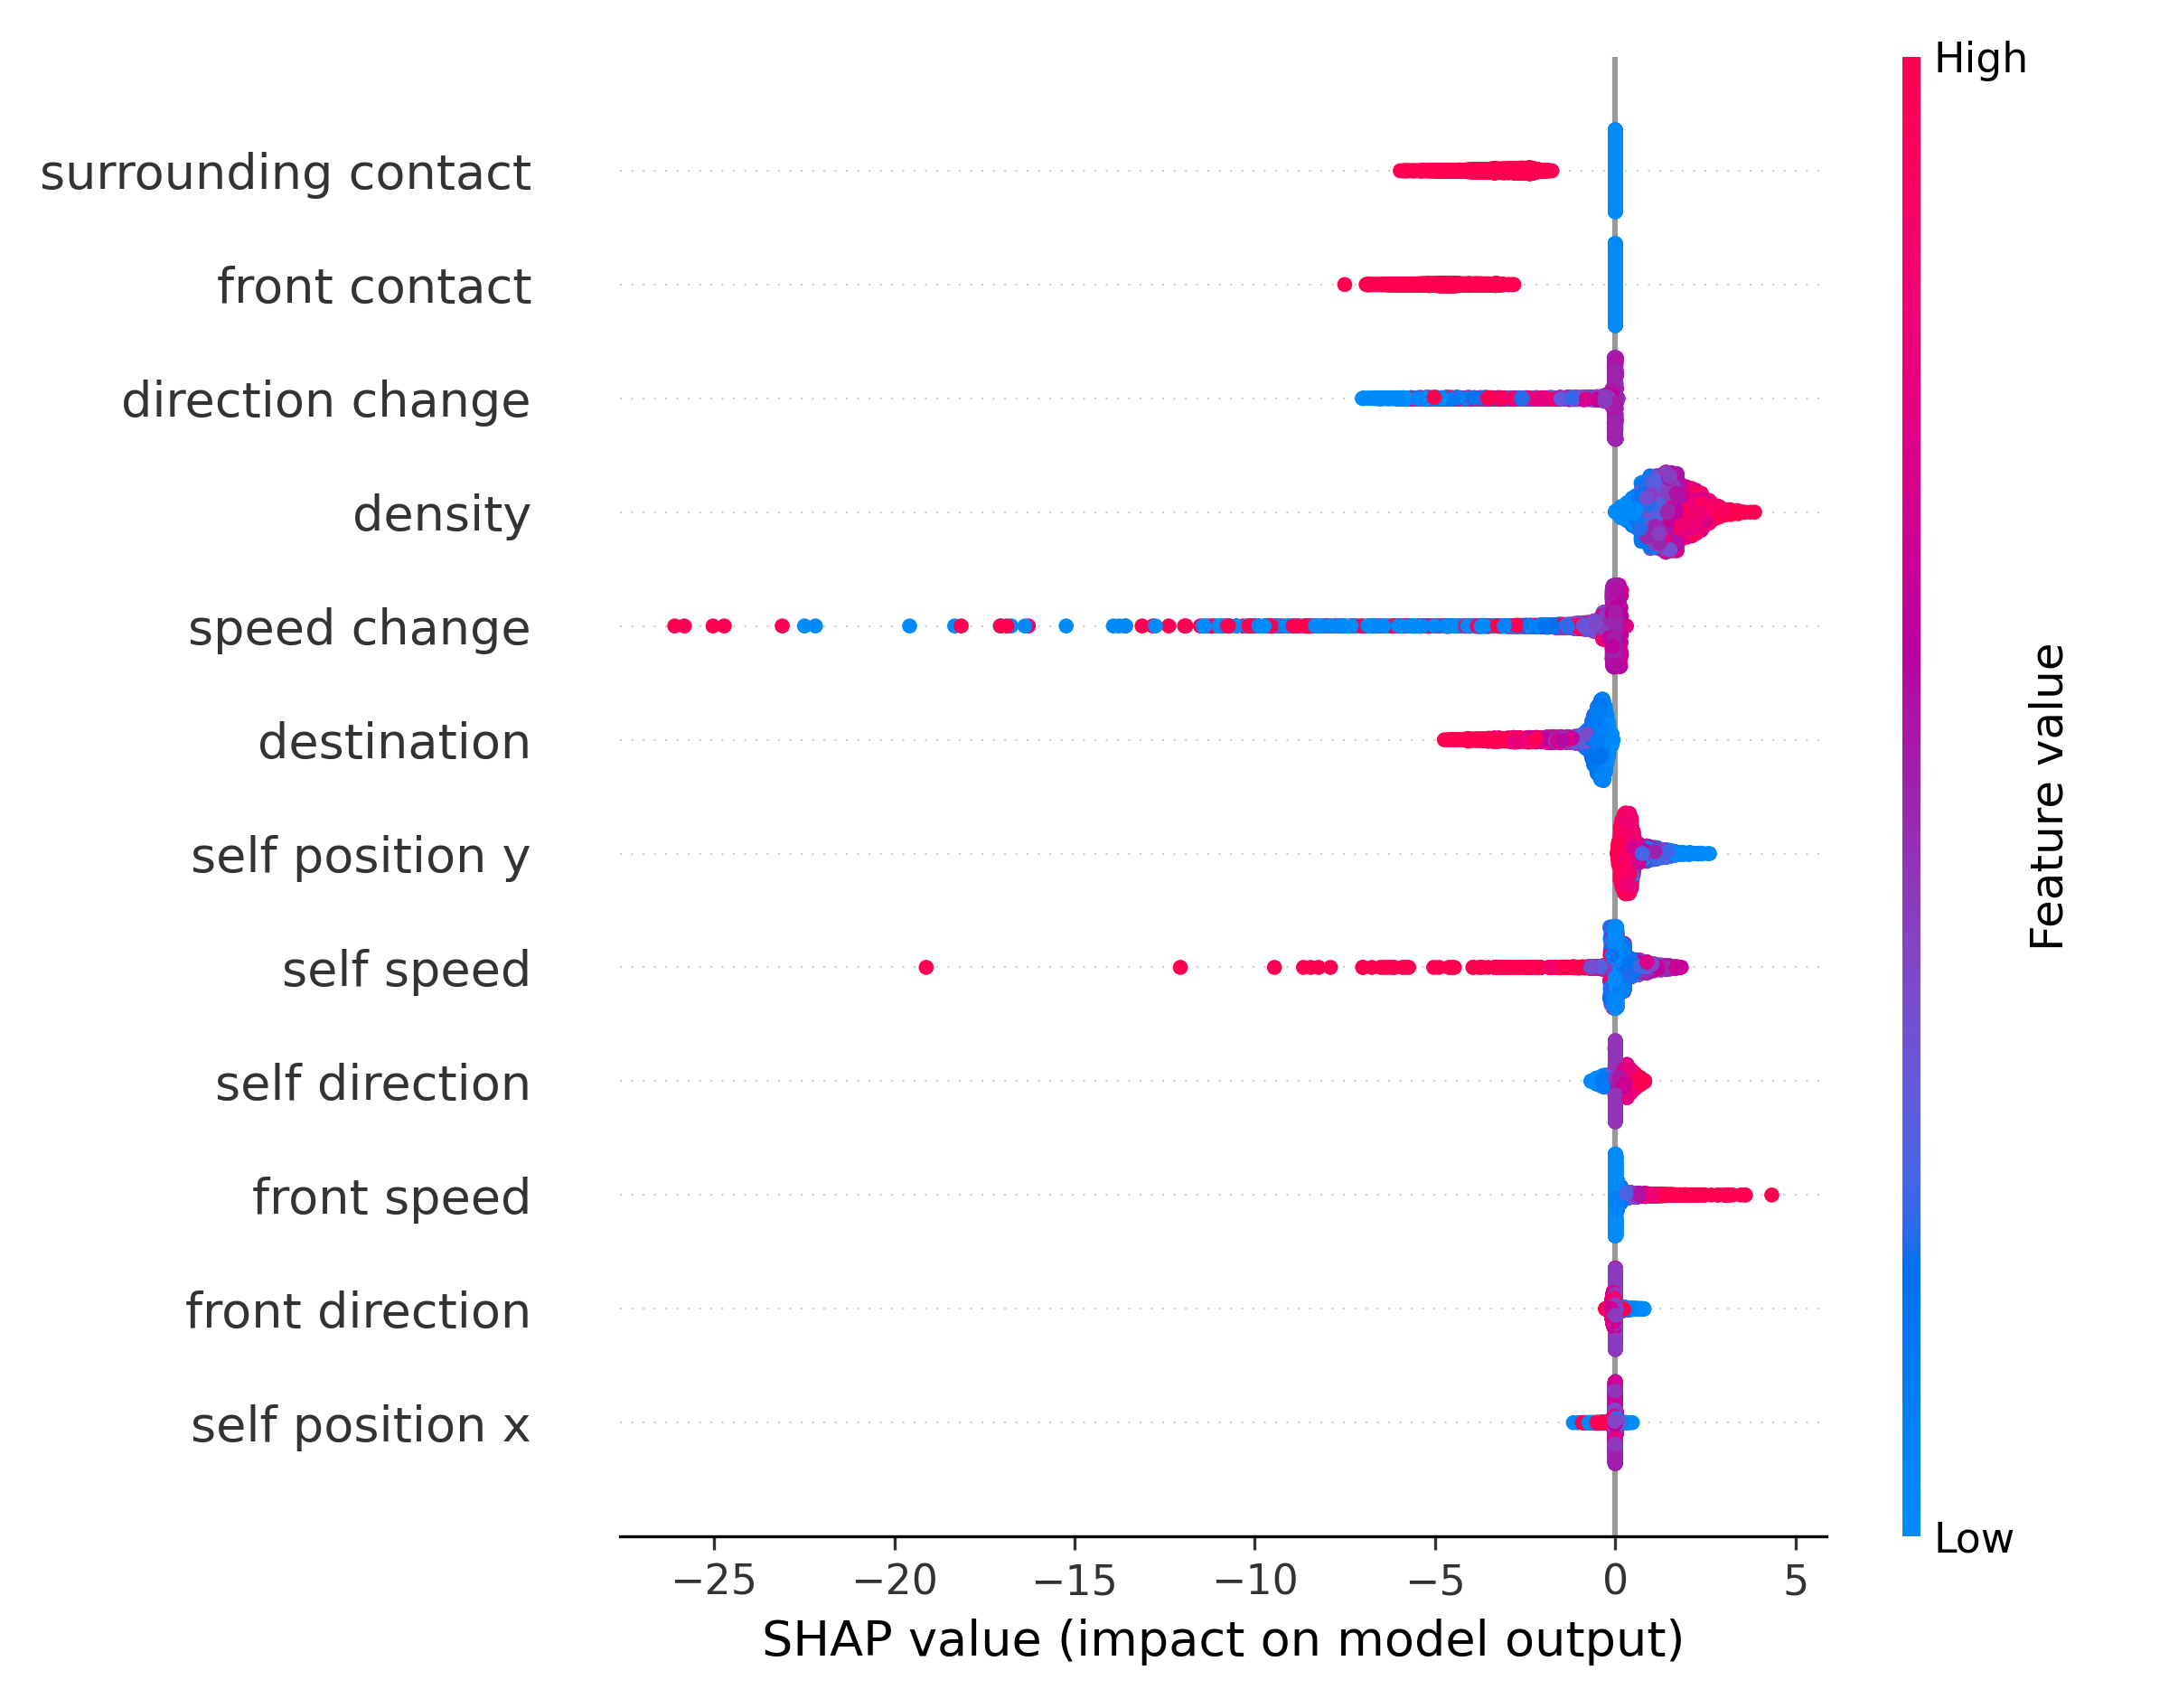 High
surrounding contact
front contact
direction change
density
speed change
destination
self position y
self speed
self direction
front speed
front direction
self position x
Feature value
Low
−25 −20 −15 −10 −5 0 5
SHAP value (impact on model output)